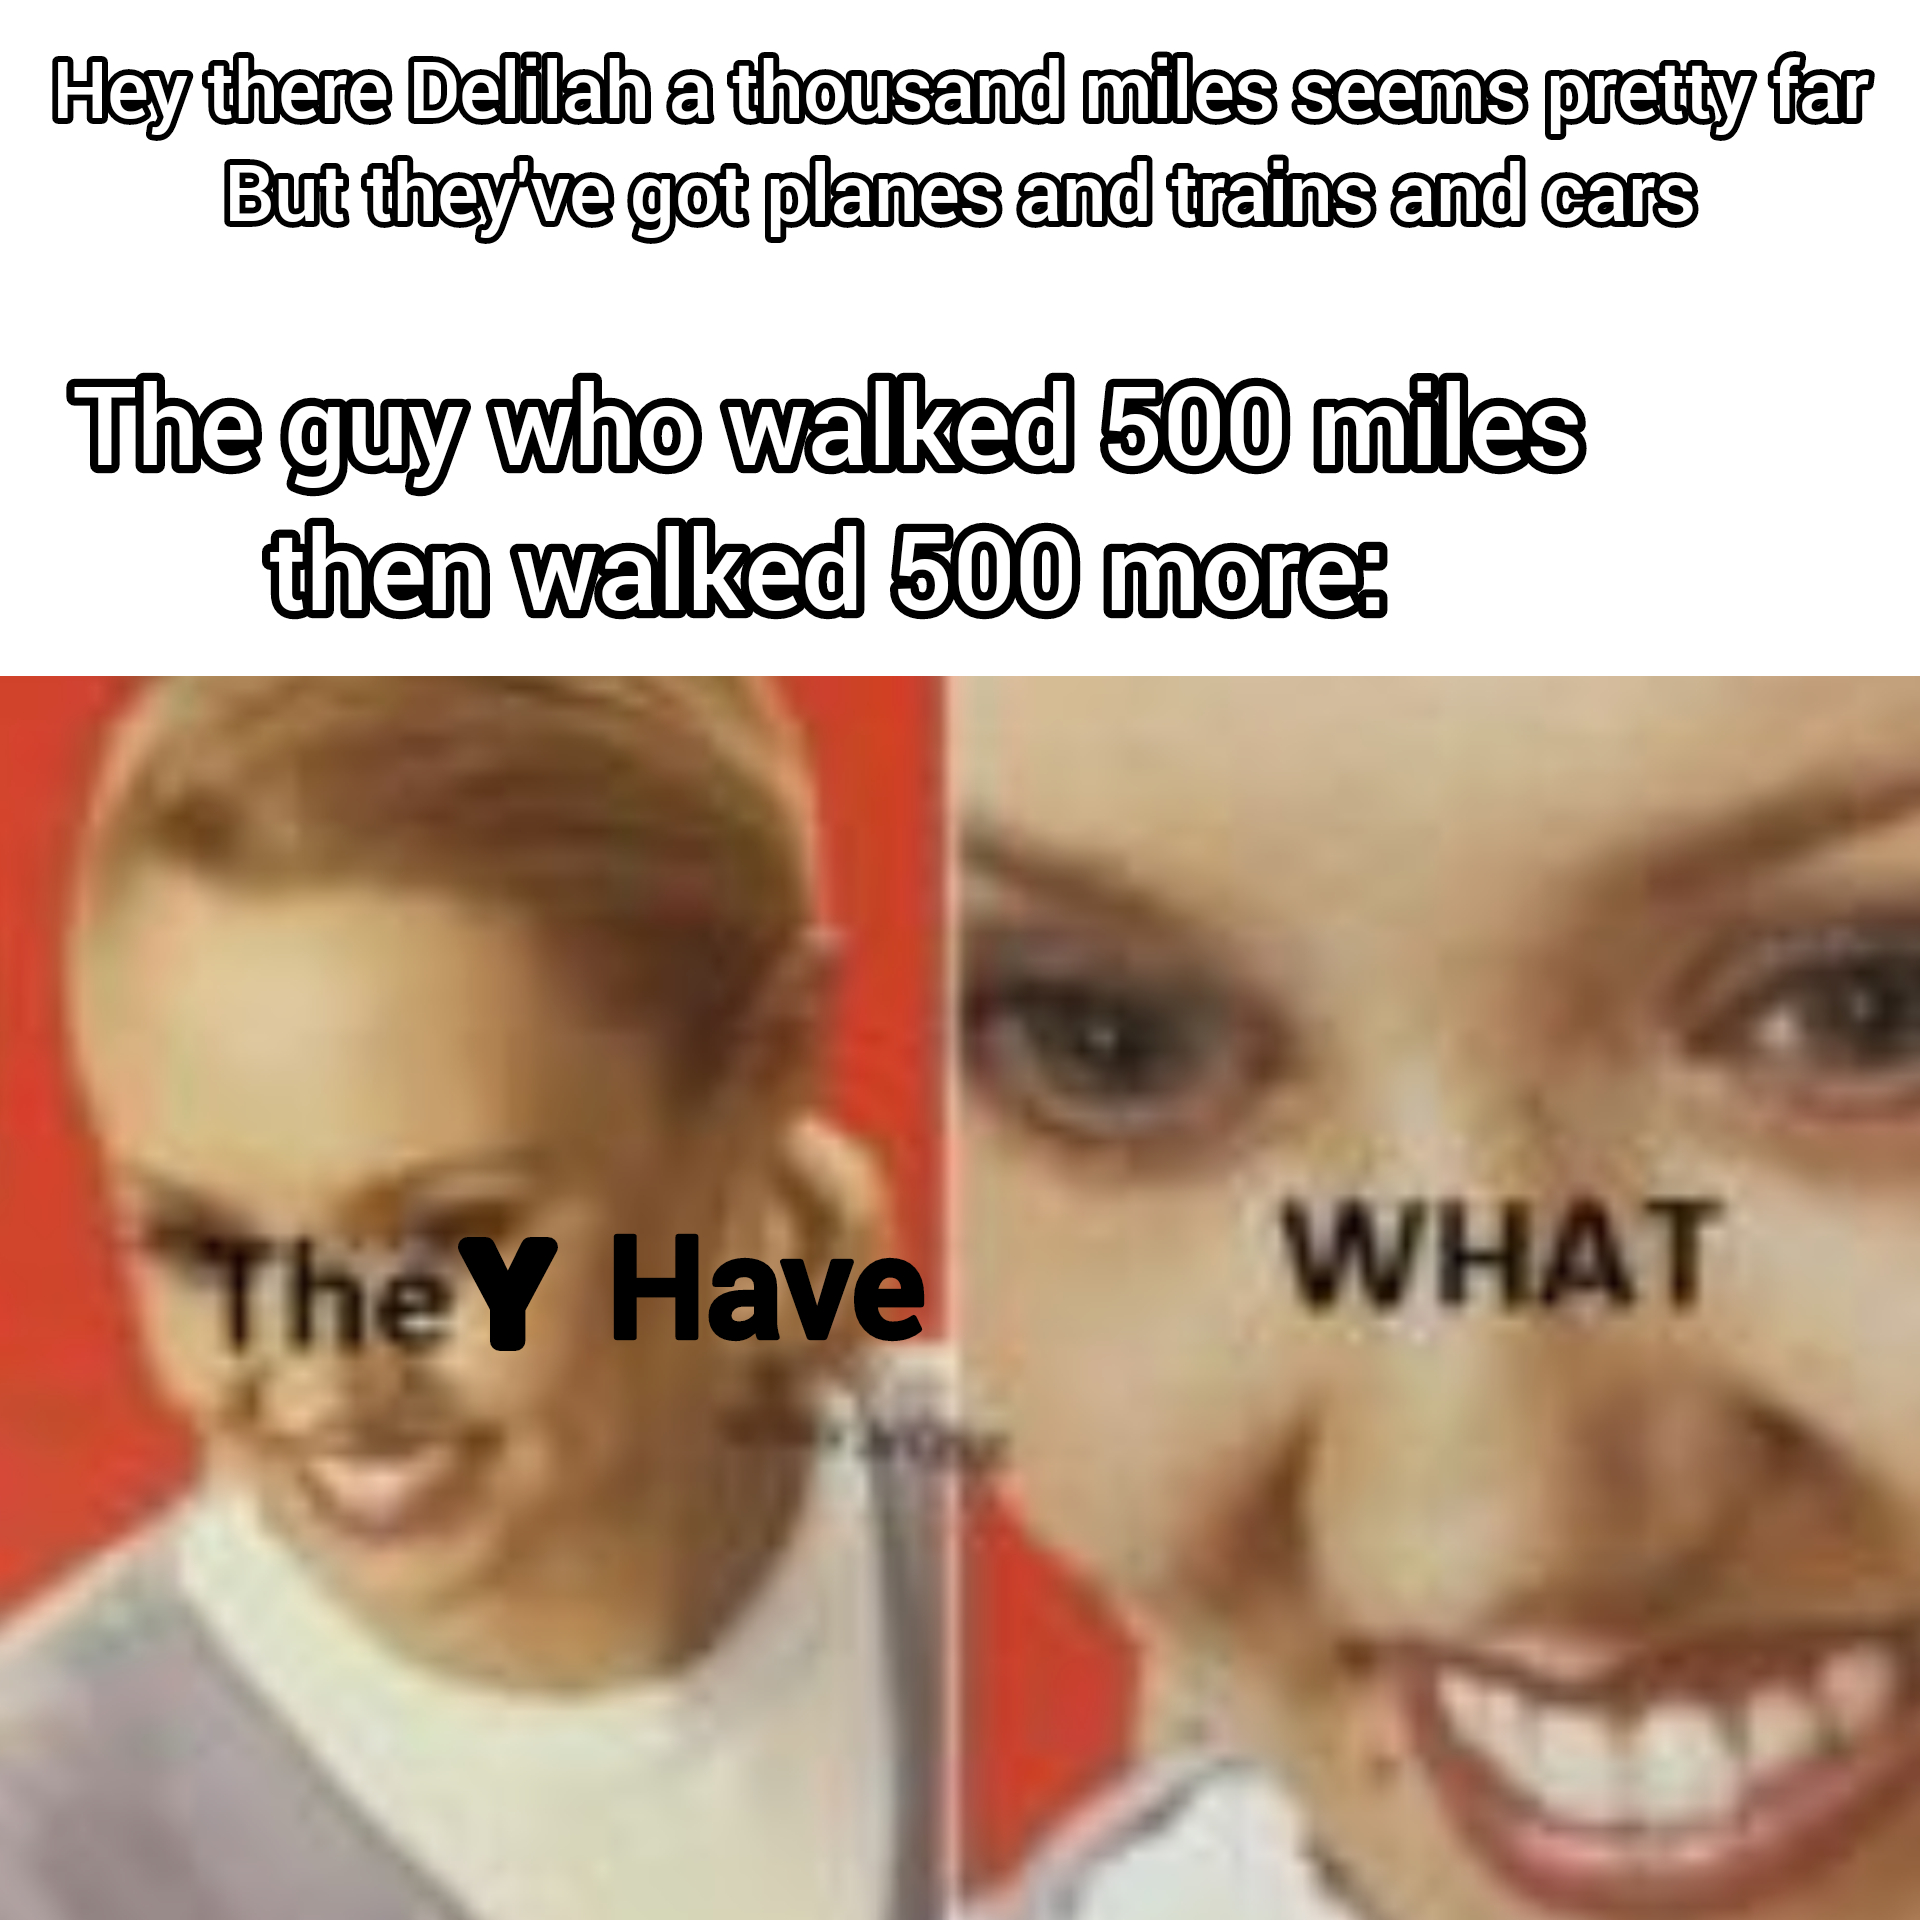 Hey there Delilah a thousand miles seems pretty far
But they've got planes and trains and cars
The guy who walked 500 miles
then walked 500 more:
TheY Have
WHAT